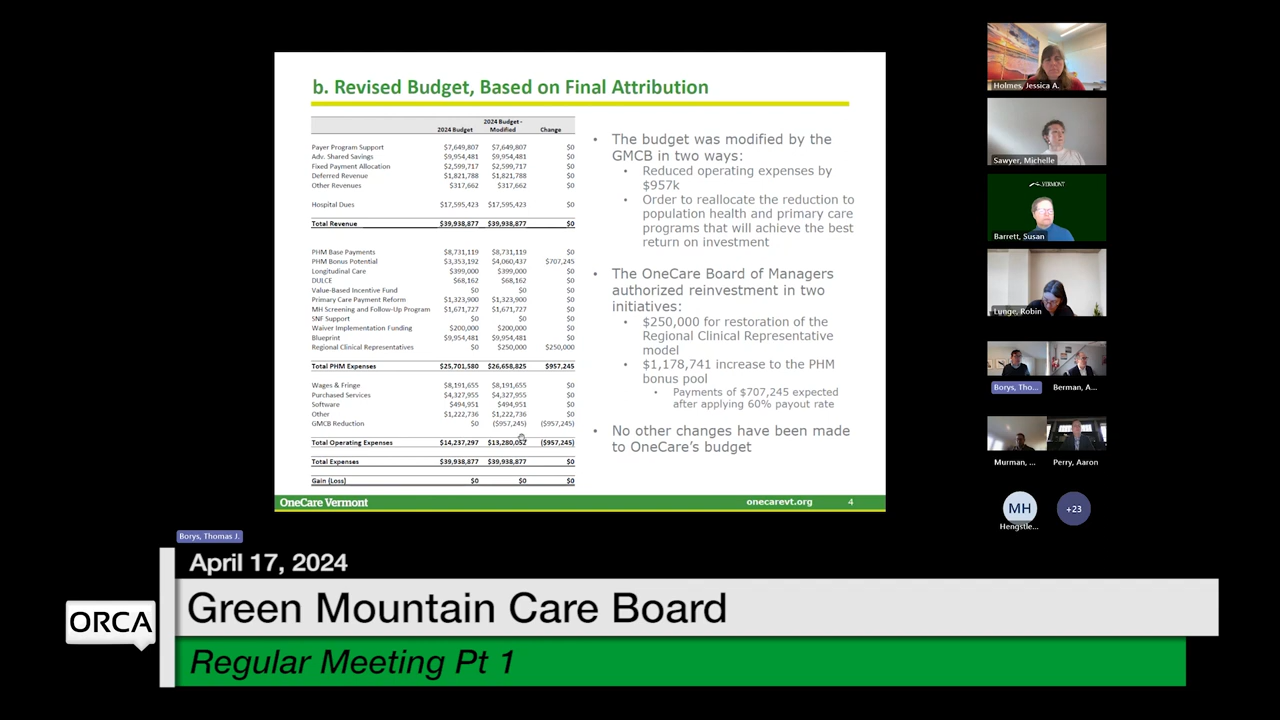 b. Revised Budget, Based on Final Attribution
2024 Budget 2024 Budget - Modified Change
Payer Program Support $7,649,807 $7,649,807 $0
Adv. Shared Savings $9,954,481 $9,954,481 $0
Fixed Payment Allocation $2,599,717 $2,599,717 $0
Deferred Revenue $1,821,788 $1,821,788 $0
Other Revenues $317,662 $317,662 $0
Hospital Dues $17,595,423 $17,595,423 $0
Total Revenue $39,938,877 $39,938,877 $0
PHM Base Payments $8,731,119 $8,731,119 $0
PHM Bonus Potential $3,353,192 $4,060,437 $707,245
Longitudinal Care $399,000 $399,000 $0
DULCE $68,162 $68,162 $0
Value-Based Incentive Fund $0 $0 $0
Primary Care Payment Reform $1,323,900 $1,323,900 $0
MH Screening and Follow-Up Program $1,671,727 $1,671,727 $0
SNF Support $0 $0 $0
Waiver Implementation Funding $200,000 $200,000 $0
Blueprint $9,954,481 $9,954,481 $0
Regional Clinical Representatives $0 $250,000 $250,000
Total PHM Expenses $25,701,580 $26,658,825 $957,245
Wages & Fringe $8,191,655 $8,191,655 $0
Purchased Services $4,327,955 $4,327,955 $0
Software $494,951 $494,951 $0
Other $1,222,736 $1,222,736 $0
GMCB Reduction $0 ($957,245) ($957,245)
Total Operating Expenses $14,237,297 $13,280,052 ($957,245)
Total Expenses $39,938,877 $39,938,877 $0
Gain (Loss) $0 $0 $0
• The budget was modified by the
GMCB in two ways:
• Reduced operating expenses by
$957k
• Order to reallocate the reduction to
population health and primary care
programs that will achieve the best
return on investment
• The OneCare Board of Managers
authorized reinvestment in two
initiatives:
• $250,000 for restoration of the
Regional Clinical Representative
model
• $1,178,741 increase to the PHM
bonus pool
• Payments of $707,245 expected
after applying 60% payout rate
• No other changes have been made
to OneCare's budget
OneCare Vermont onecarevt.org 4
Holmes, Jessica A.
Sawyer, Michelle
VERMONT
Barrett, Susan
Lunge, Robin
Borys, Tho... Berman, A...
Murman, ... Perry, Aaron
MH +23
Hengstle...
Borys, Thomas J.
April 17, 2024
ORCA
Green Mountain Care Board
Regular Meeting Pt 1